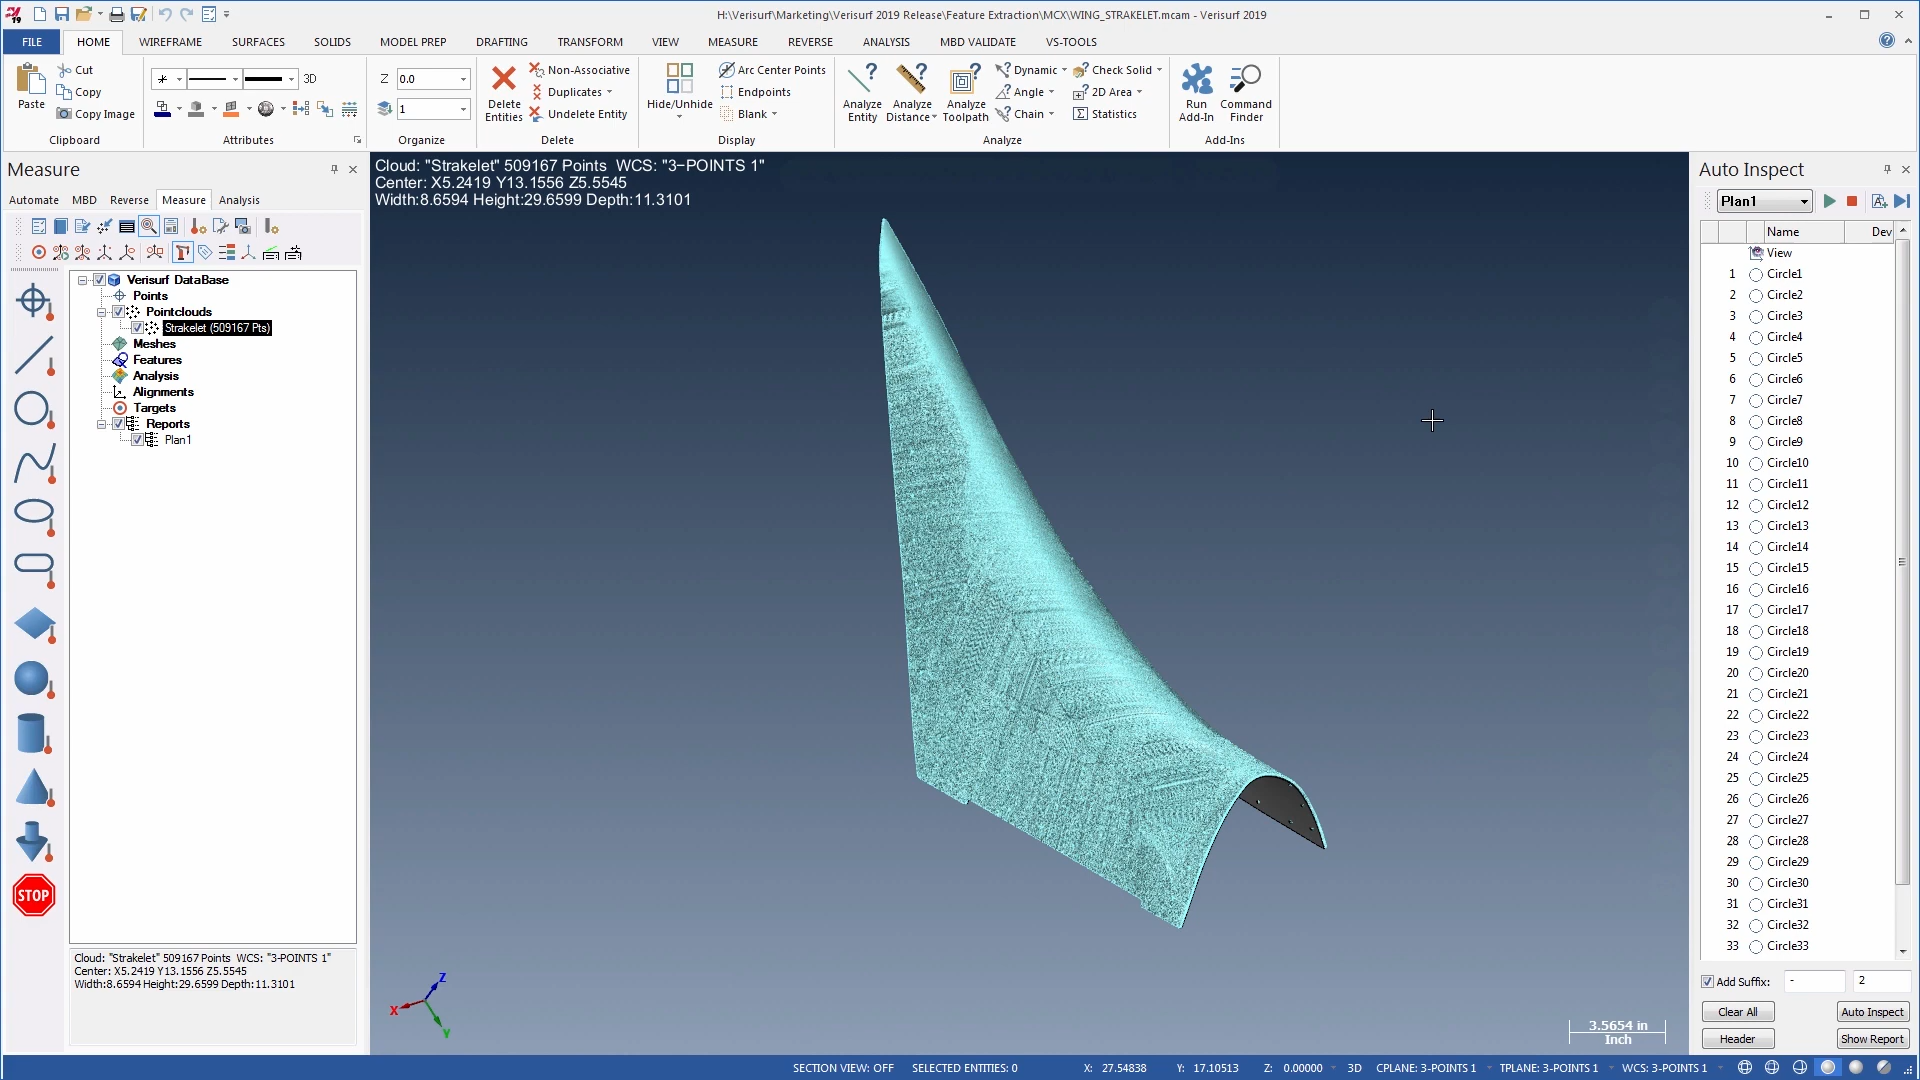 H:\Verisurf\Marketing\Verisurf 2019 Release\Feature Extraction\MCX\WING_STRAKELET.mcam - Verisurf 2019
FILE HOME WIREFRAME SURFACES SOLIDS MODEL PREP DRAFTING TRANSFORM VIEW MEASURE REVERSE ANALYSIS MBD VALIDATE VS-TOOLS
Paste
Cut
Copy
Copy Image
Clipboard
3D
Attributes
Z 0.0
1
Organize
Delete Entities
Non-Associative
Duplicates
Undelete Entity
Delete
Hide/Unhide
Arc Center Points
Endpoints
Blank
Display
Analyze Entity
Analyze Distance
Analyze Toolpath
Dynamic
Angle
Chain
Check Solid
2D Area
Statistics
Analyze
Run Add-In
Command Finder
Add-Ins
Measure
Automate MBD Reverse Measure Analysis
Verisurf DataBase
Points
Pointclouds
Strakelet (509167 Pts)
Meshes
Features
Analysis
Alignments
Targets
Reports
Plan1
STOP
Cloud: "Strakelet" 509167 Points WCS: "3-POINTS 1"
Center: X5.2419 Y13.1556 Z5.5545
Width:8.6594 Height:29.6599 Depth:11.3101
Cloud: "Strakelet" 509167 Points WCS: "3-POINTS 1"
Center: X5.2419 Y13.1556 Z5.5545
Width:8.6594 Height:29.6599 Depth:11.3101
Z
X
Y
3.5654 in
Inch
Auto Inspect
Plan1
Name Dev
View
1 Circle1
2 Circle2
3 Circle3
4 Circle4
5 Circle5
6 Circle6
7 Circle7
8 Circle8
9 Circle9
10 Circle10
11 Circle11
12 Circle12
13 Circle13
14 Circle14
15 Circle15
16 Circle16
17 Circle17
18 Circle18
19 Circle19
20 Circle20
21 Circle21
22 Circle22
23 Circle23
24 Circle24
25 Circle25
26 Circle26
27 Circle27
28 Circle28
29 Circle29
30 Circle30
31 Circle31
32 Circle32
33 Circle33
Add Suffix: - 2
Clear All Auto Inspect
Header Show Report
SECTION VIEW: OFF SELECTED ENTITIES: 0 X: 27.54838 Y: 17.10513 Z: 0.00000 3D CPLANE: 3-POINTS 1 TPLANE: 3-POINTS 1 WCS: 3-POINTS 1